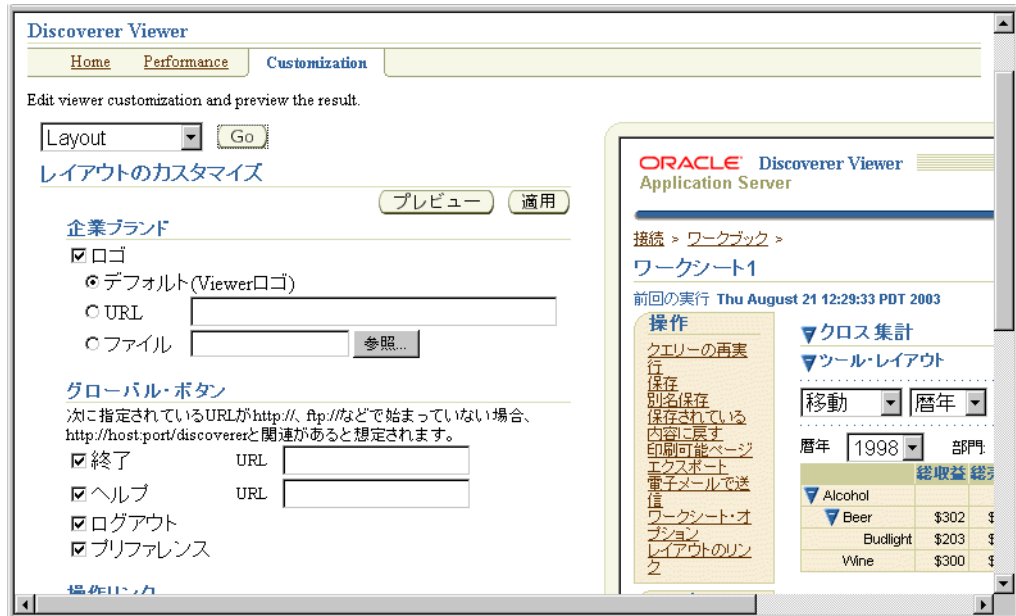 Discoverer Viewer
Home Performance Customization
Edit viewer customization and preview the result.
Layout Go
レイアウトのカスタマイズ
プレビュー 適用
企業ブランド
ロゴ
デフォルト(Viewerロゴ)
URL
ファイル 参照...
グローバル・ボタン
次に指定されているURLがhttp://、ftp://などで始まっていない場合、
http://host:port/discovererと関連があると想定されます。
終了 URL
ヘルプ URL
ログアウト
プリファレンス
操作リンク
ORACLE Discoverer Viewer
Application Server
接続 > ワークブック >
ワークシート1
前回の実行 Thu August 21 12:29:33 PDT 2003
操作
クエリーの再実
行
保存
別名保存
保存されている
内容に戻す
印刷可能ページ
エクスポート
電子メールで送
信
ワークシート・オ
プション
レイアウトのリン
ク
クロス集計
ツール・レイアウト
移動 暦年
暦年 1998 部門:
総収益
Alcohol
Beer $302
Budlight $203
Wine $300